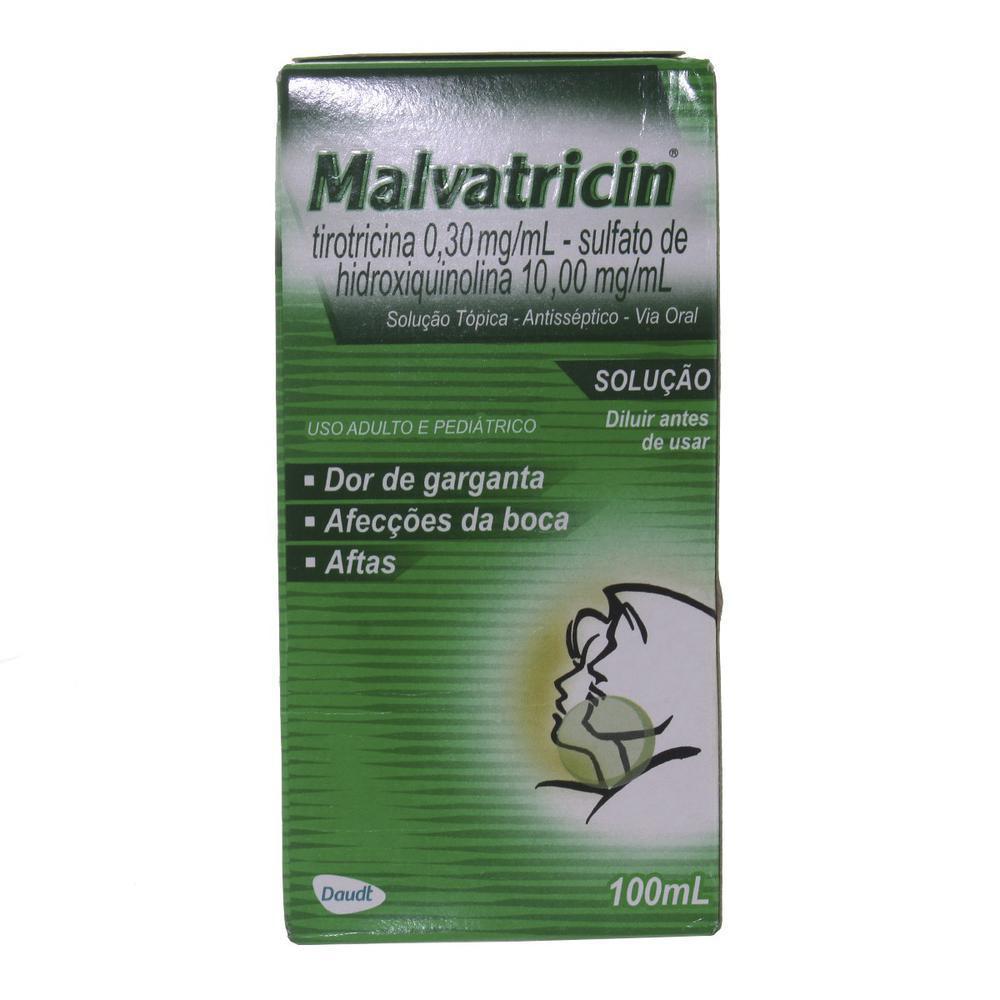 Malvatricin®
tirotricina 0,30 mg/mL - sulfato de
hidroxiquinolina 10,00 mg/mL
Solução Tópica - Antisséptico - Via Oral
SOLUÇÃO
Diluir antes
de usar
USO ADULTO E PEDIÁTRICO
▪ Dor de garganta
▪ Afecções da boca
▪ Aftas
Daudt
100mL